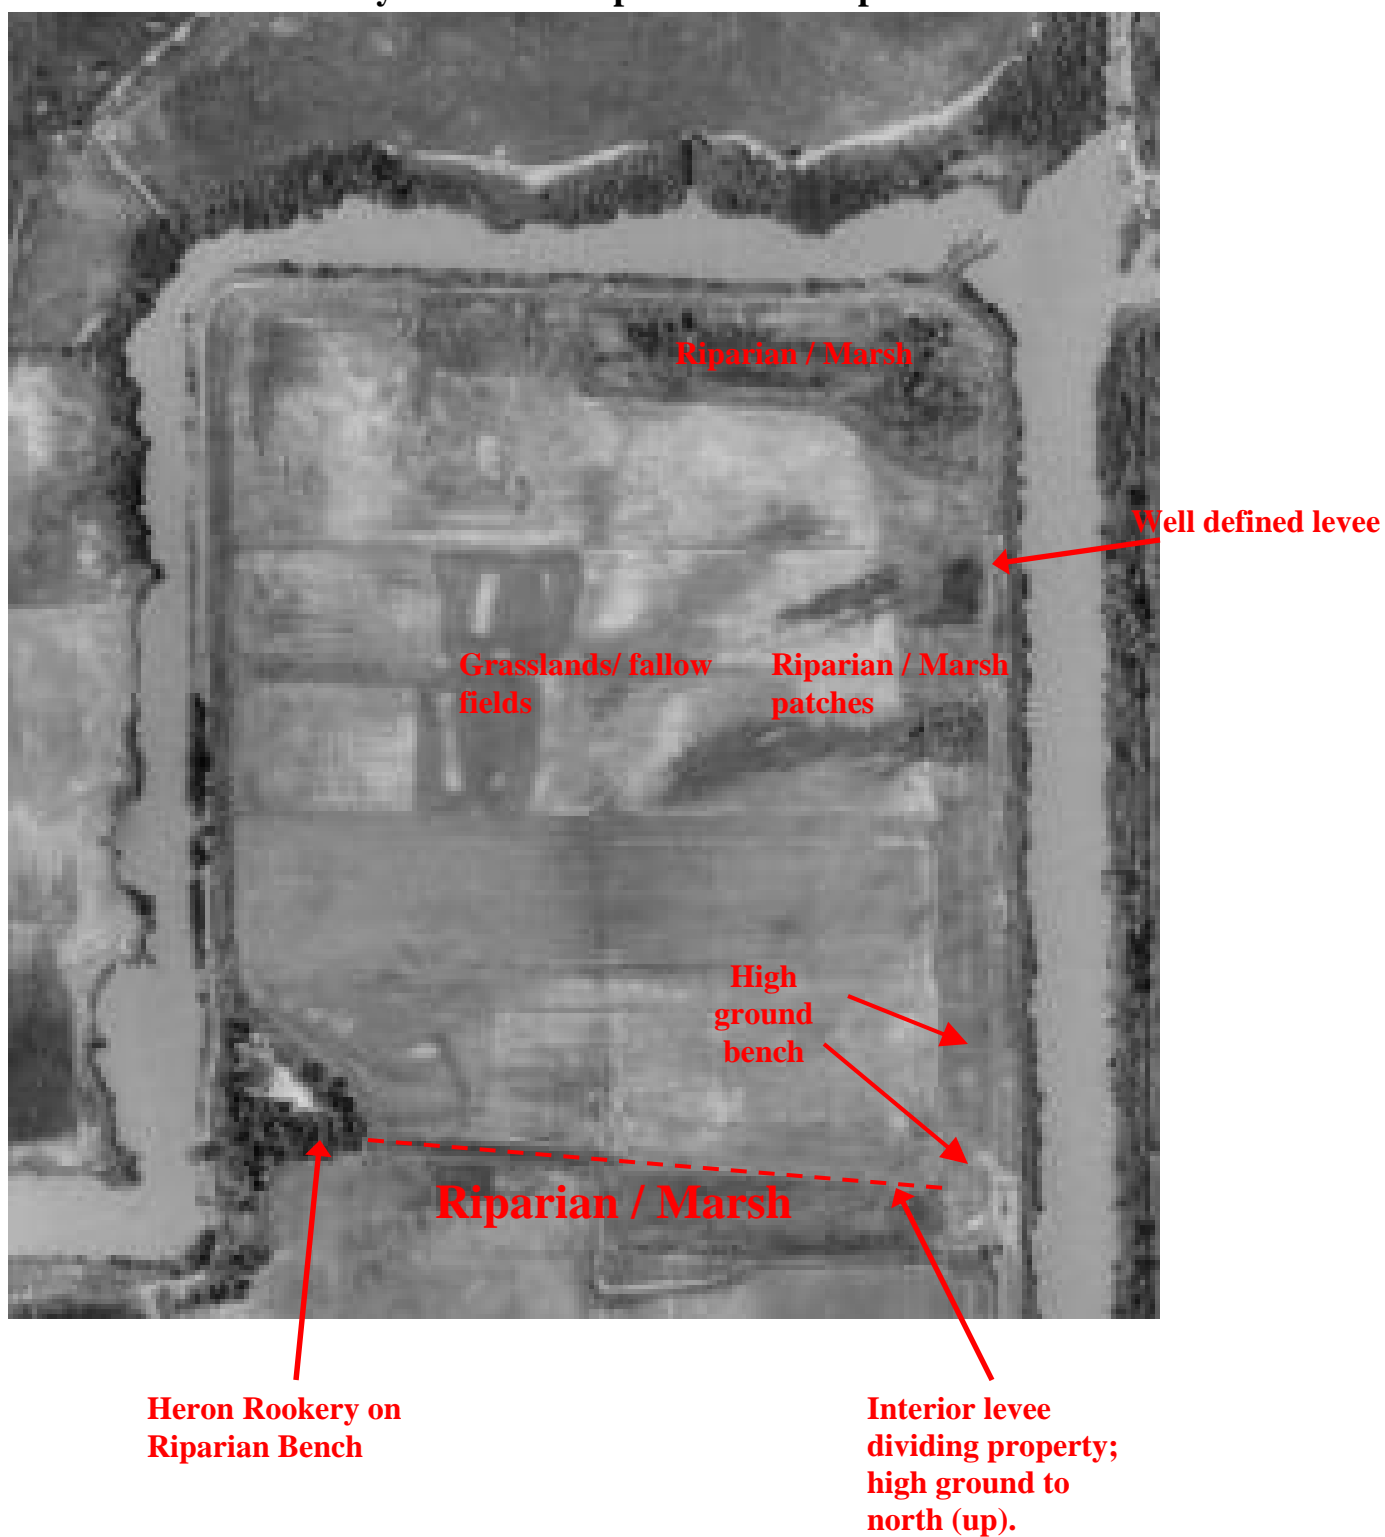 Riparian / Marsh
Well defined levee
Grasslands/ fallow
fields
Riparian / Marsh
patches
High
ground
bench
Riparian / Marsh
Heron Rookery on
Riparian Bench
Interior levee
dividing property;
high ground to
north (up).